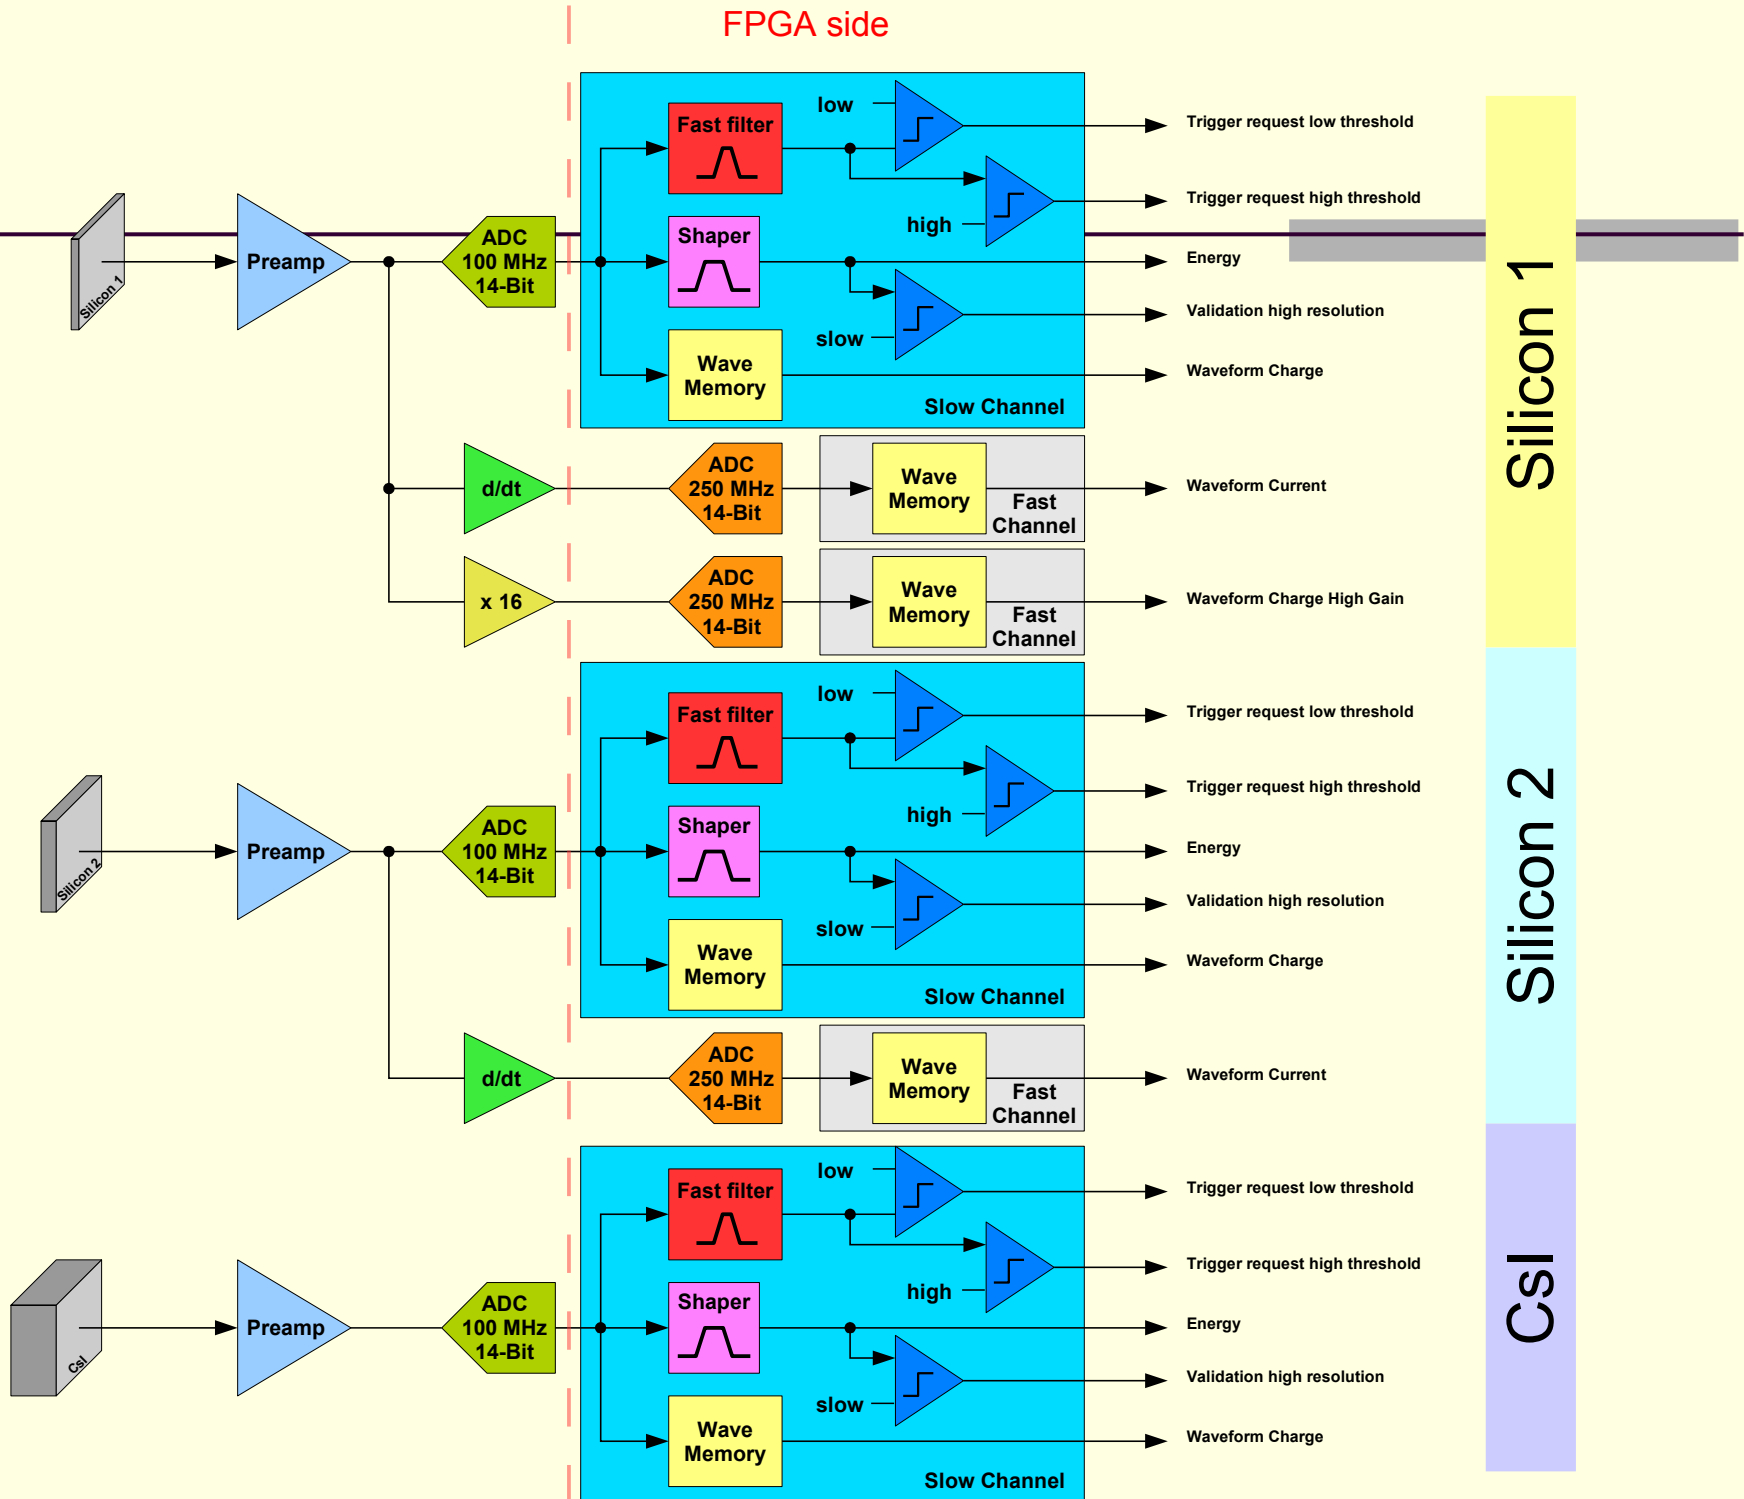 FPGA side
Silicon 1
Preamp
ADC
100 MHz
14-Bit
Fast filter
Shaper
Wave
Memory
low
high
slow
Slow Channel
Trigger request low threshold
Trigger request high threshold
Energy
Validation high resolution
Waveform Charge
d/dt
ADC
250 MHz
14-Bit
Wave
Memory
Fast
Channel
Waveform Current
x 16
ADC
250 MHz
14-Bit
Wave
Memory
Fast
Channel
Waveform Charge High Gain
Silicon 1
Silicon 2
Preamp
ADC
100 MHz
14-Bit
Fast filter
Shaper
Wave
Memory
low
high
slow
Slow Channel
Trigger request low threshold
Trigger request high threshold
Energy
Validation high resolution
Waveform Charge
d/dt
ADC
250 MHz
14-Bit
Wave
Memory
Fast
Channel
Waveform Current
Silicon 2
CsI
Preamp
ADC
100 MHz
14-Bit
Fast filter
Shaper
Wave
Memory
low
high
slow
Slow Channel
Trigger request low threshold
Trigger request high threshold
Energy
Validation high resolution
Waveform Charge
CsI